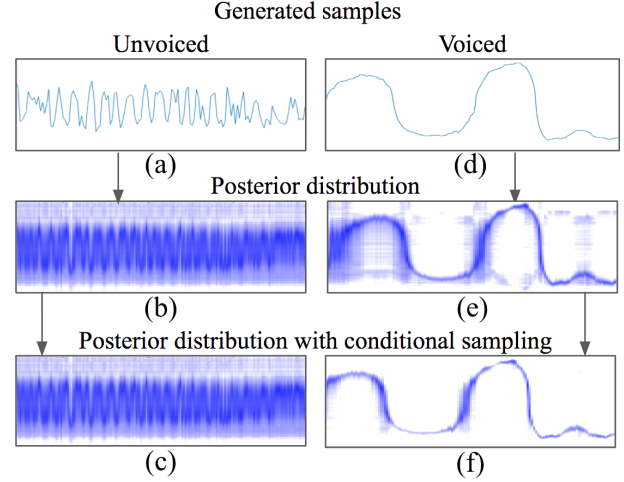 Generated samples
Unvoiced Voiced
(a) (d)
Posterior distribution
(b) (e)
Posterior distribution with conditional sampling
(c) (f)